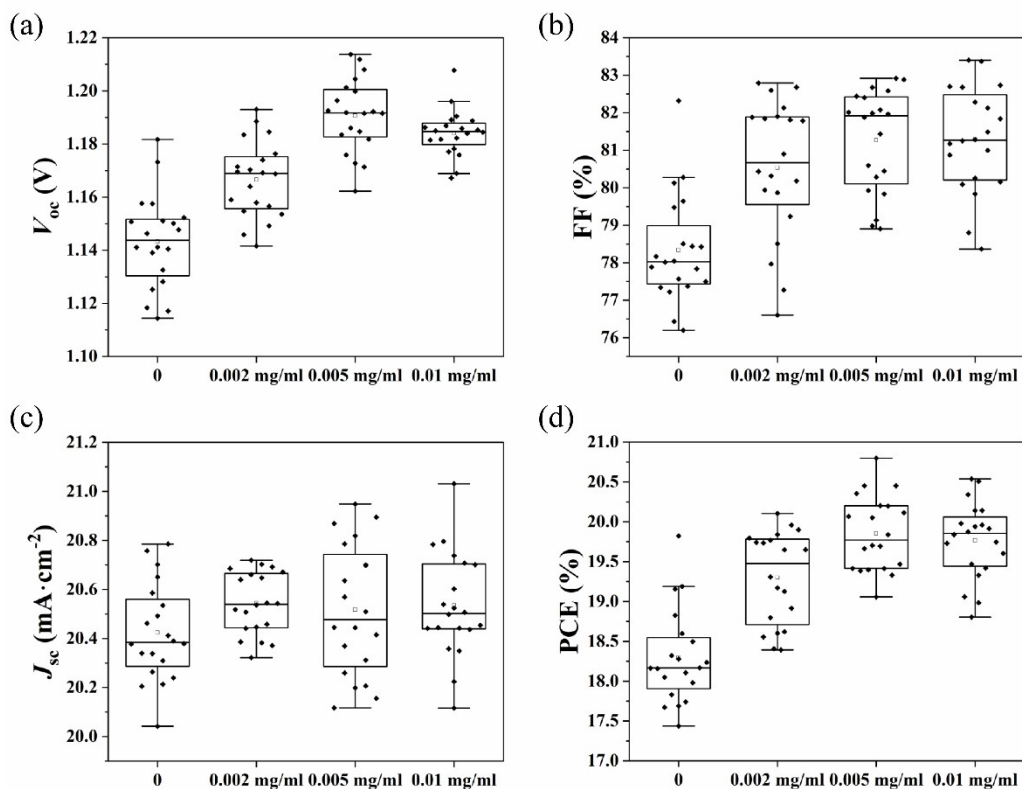 (a)
V_oc (V)
1.22
1.20
1.18
1.16
1.14
1.12
1.10
0 0.002 mg/ml 0.005 mg/ml 0.01 mg/ml
(b)
FF (%)
84
83
82
81
80
79
78
77
76
75
0 0.002 mg/ml 0.005 mg/ml 0.01 mg/ml
(c)
J_sc (mA·cm⁻²)
21.2
21.0
20.8
20.6
20.4
20.2
20.0
0 0.002 mg/ml 0.005 mg/ml 0.01 mg/ml
(d)
PCE (%)
21.0
20.5
20.0
19.5
19.0
18.5
18.0
17.5
17.0
0 0.002 mg/ml 0.005 mg/ml 0.01 mg/ml